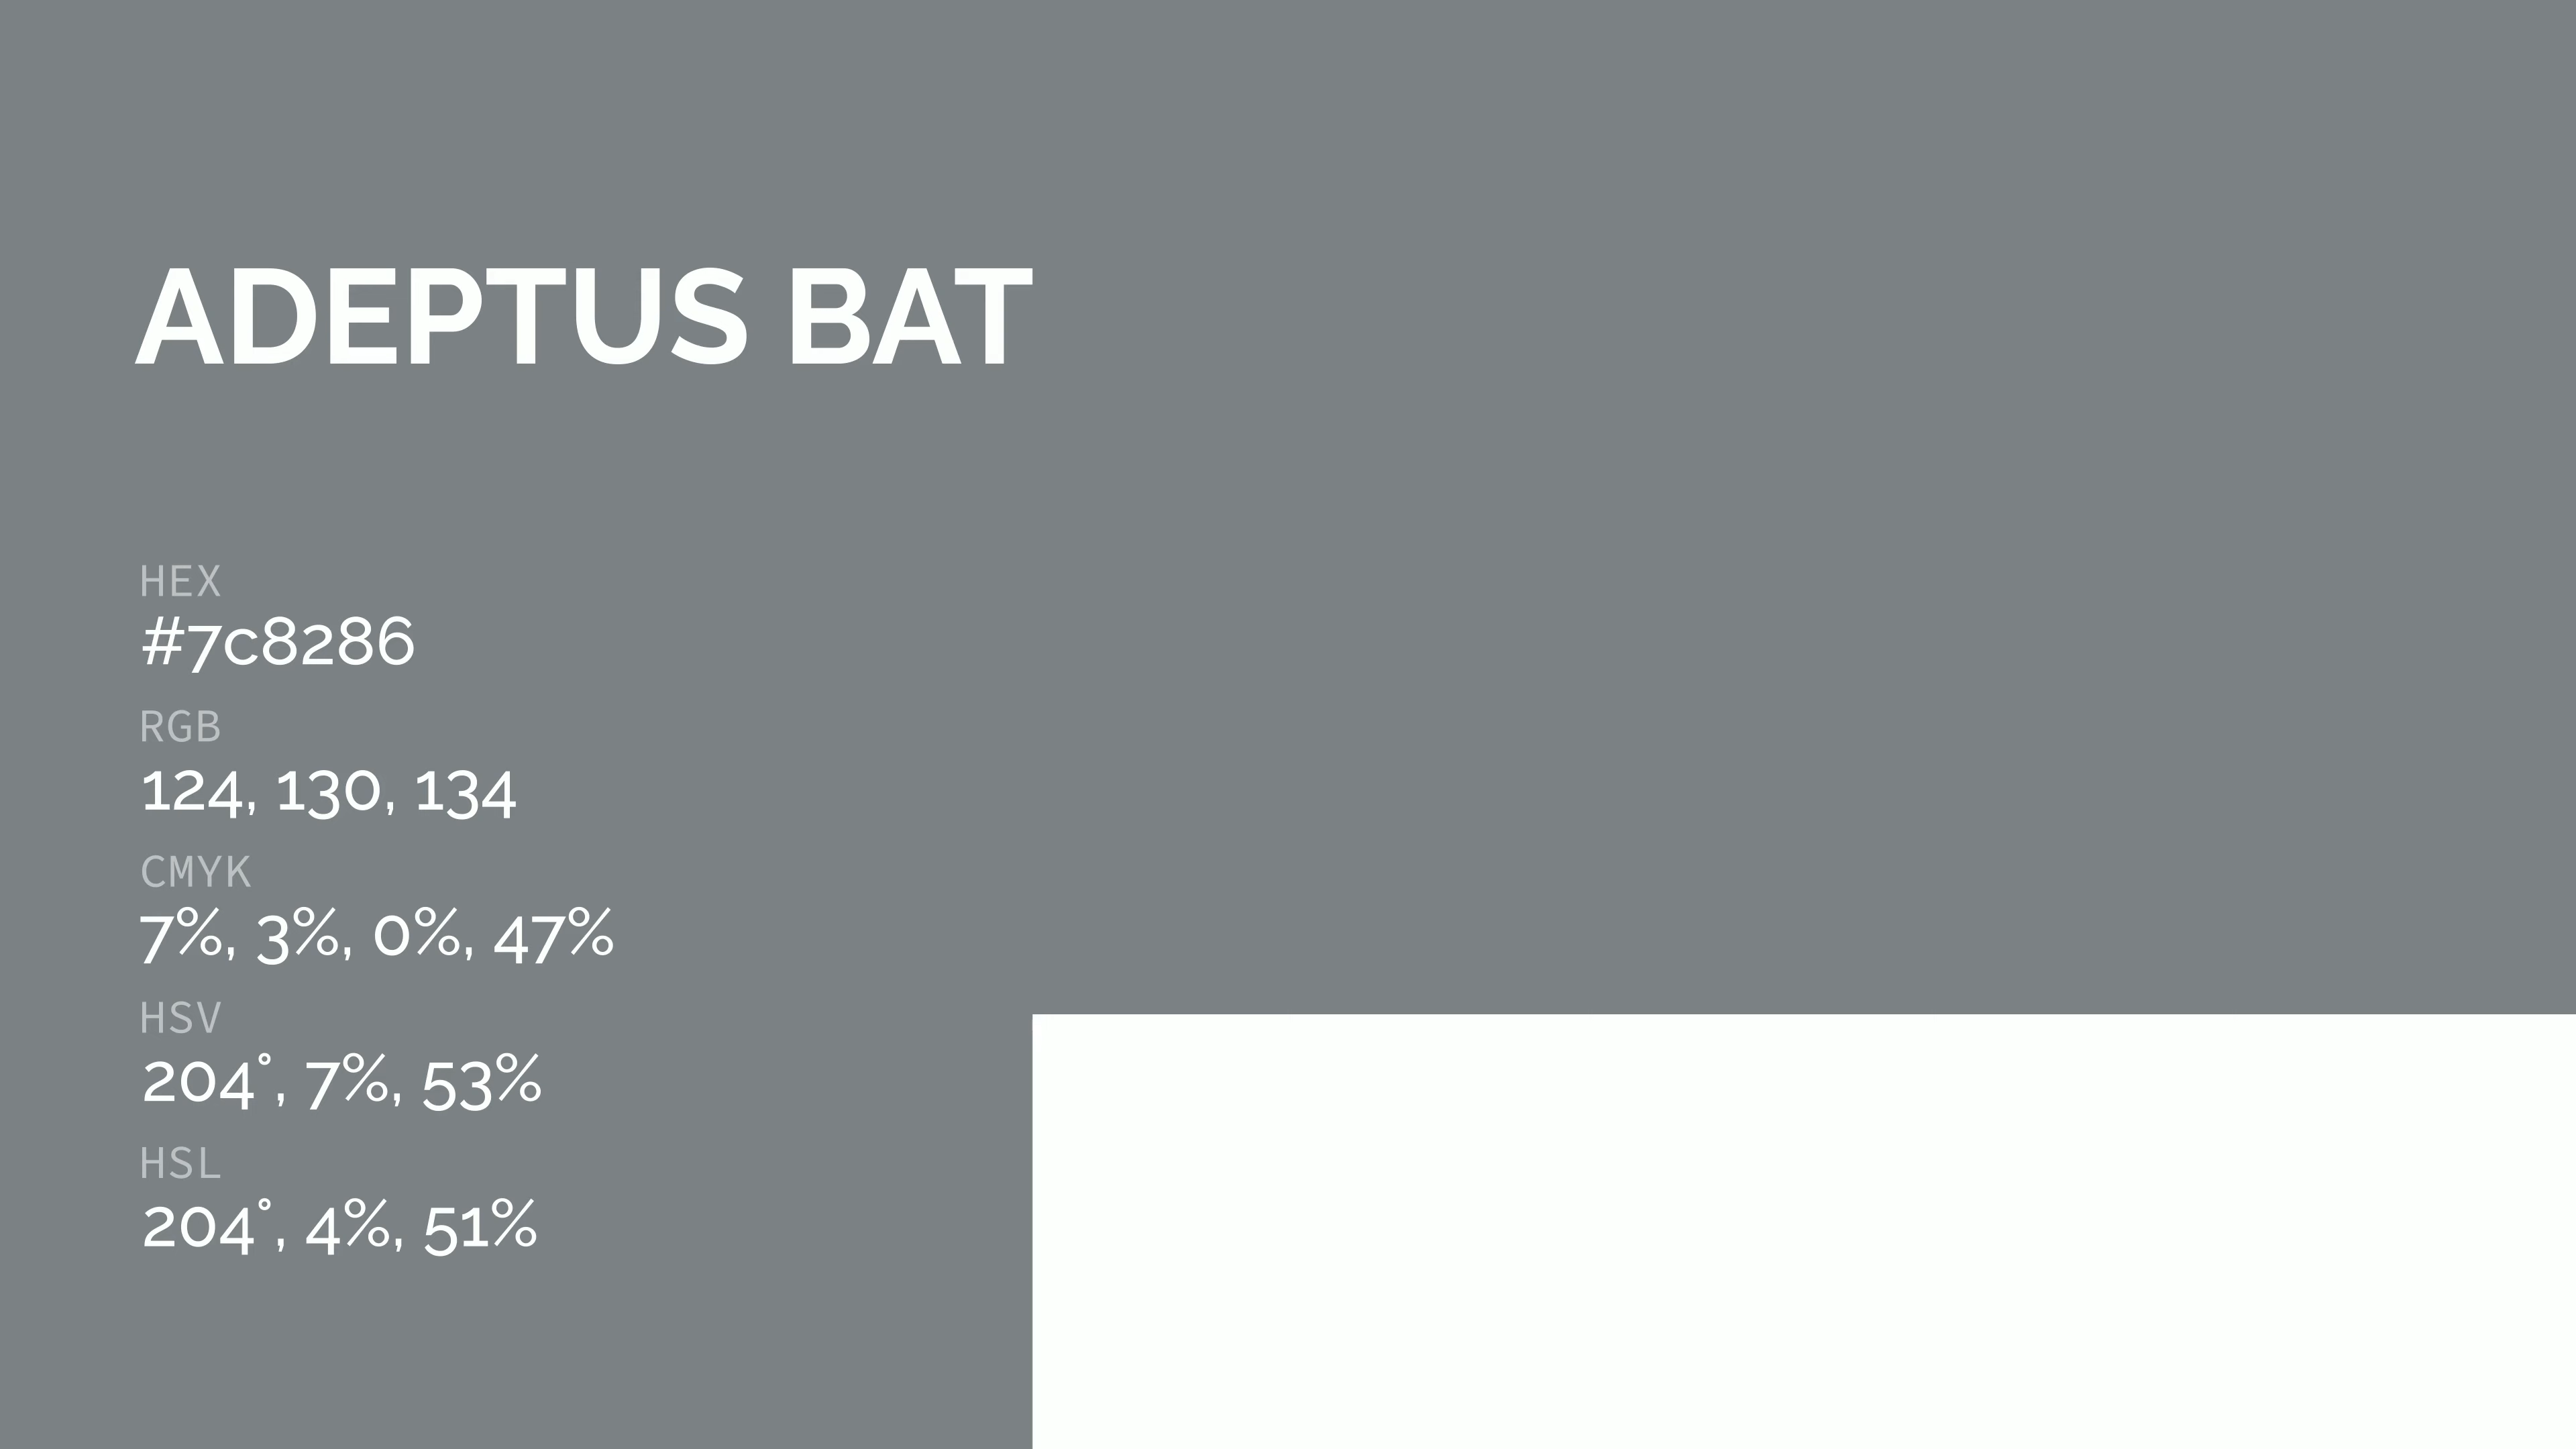 ADEPTUS BAT
HEX
#7c8286
RGB
124, 130, 134
CMYK
7%, 3%, 0%, 47%
HSV
204°, 7%, 53%
HSL
204°, 4%, 51%